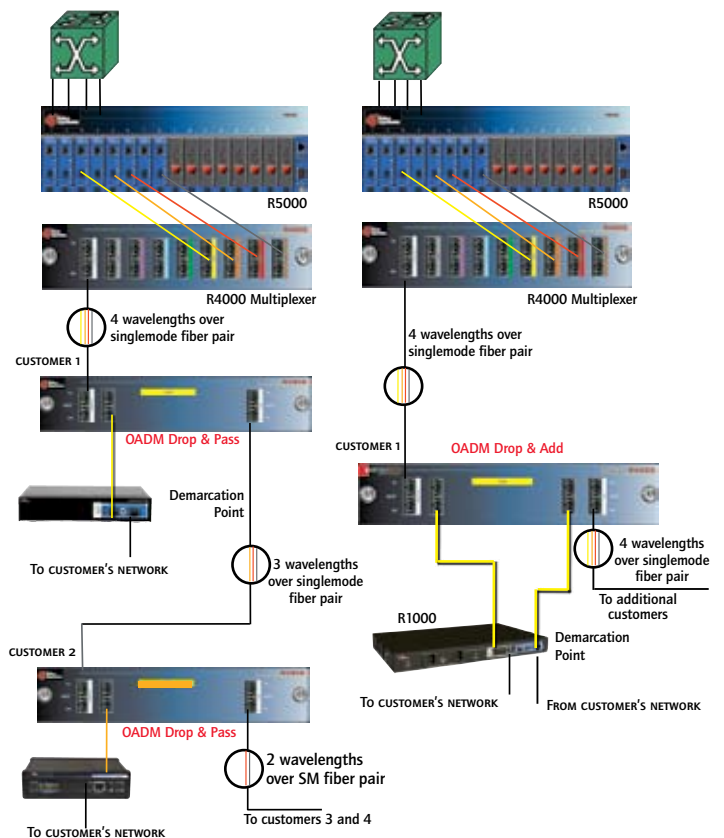 R5000
R4000 Multiplexer
4 wavelengths over
singlemode fiber pair
CUSTOMER 1
OADM Drop & Pass
Demarcation
Point
TO CUSTOMER'S NETWORK
3 wavelengths
over singlemode
fiber pair
CUSTOMER 2
OADM Drop & Pass
2 wavelengths
over SM fiber pair
To customers 3 and 4
TO CUSTOMER'S NETWORK
R5000
R4000 Multiplexer
4 wavelengths over
singlemode fiber pair
CUSTOMER 1
OADM Drop & Add
4 wavelengths
over singlemode
fiber pair
To additional
customers
R1000
Demarcation
Point
TO CUSTOMER'S NETWORK
FROM CUSTOMER'S NETWORK